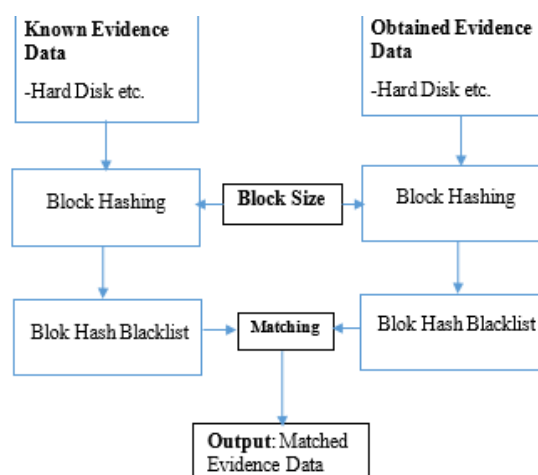 Known Evidence
Data
-Hard Disk etc.
Obtained Evidence
Data
-Hard Disk etc.
Block Hashing
Block Size
Block Hashing
Blok Hash Blacklist
Matching
Blok Hash Blacklist
Output: Matched
Evidence Data